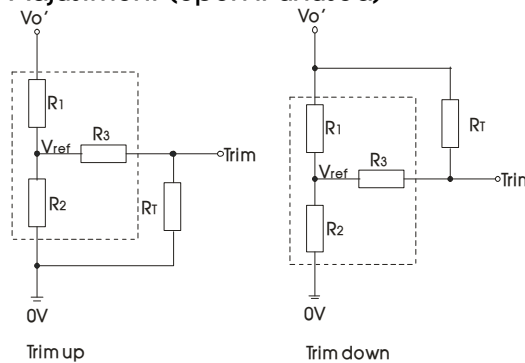 Vo'
R1
Vref
R3
Trim
R2
RT
0V
Trim up
Vo'
R1
RT
Vref
R3
Trim
R2
0V
Trim down